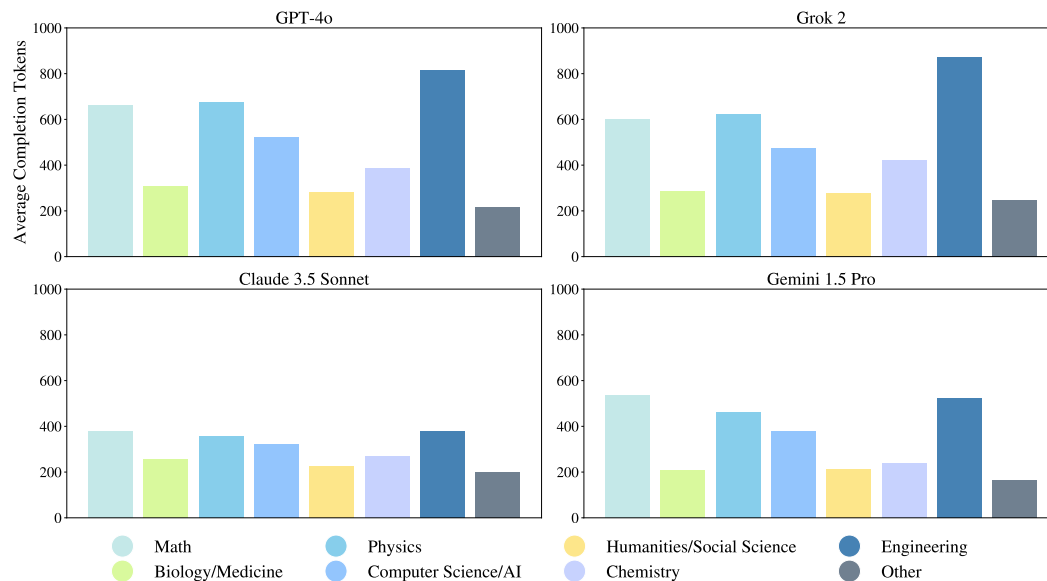 GPT-4o
Grok 2
Average Completion Tokens
1000
800
600
400
200
0
1000
800
600
400
200
0
Claude 3.5 Sonnet
Gemini 1.5 Pro
1000
800
600
400
200
0
1000
800
600
400
200
0
Math
Physics
Humanities/Social Science
Engineering
Biology/Medicine
Computer Science/AI
Chemistry
Other